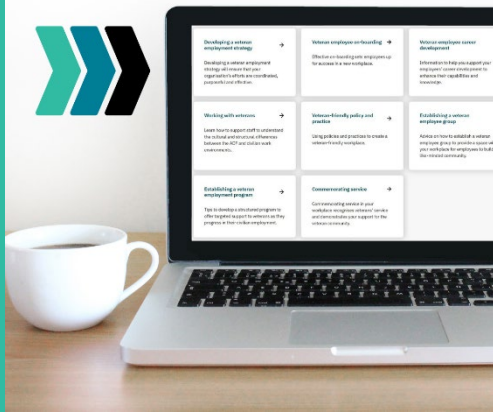 Developing a veteran
employment strategy
Developing a veteran employment
strategy will ensure that your
organisation's efforts are coordinated,
purposeful and effective.
Veteran employee on-boarding
Effective on-boarding sets employees up
for success in a new workplace.
Veteran employee career
development
Information to help you support your
employees' career environment to
enhance their capabilities and
knowledge.
Working with veterans
Learn how to support staff to understand
the cultural and structural differences
between the ADF and civilian work
environments.
Veteran-friendly policy and
practice
Using policies and practices to create a
veteran-friendly workplace.
Establishing a veteran
employee group
Advice on how to establish a veteran
employee group to provide a space
your workplace for employees to build
like-minded community.
Establishing a veteran
employment program
Tips to develop a structured program to
offer targeted support to veterans as they
progress in their civilian employment.
Commemorating service
Commemorating service in your
workplace recognises veterans' service
and demonstrates your support for the
veteran community.